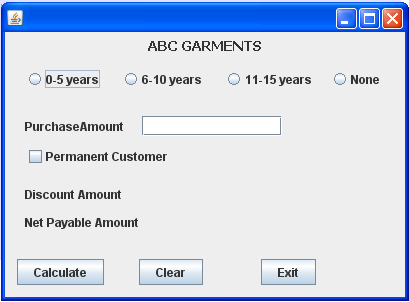 ABC GARMENTS
0-5 years 6-10 years 11-15 years None
PurchaseAmount
Permanent Customer
Discount Amount
Net Payable Amount
Calculate Clear Exit